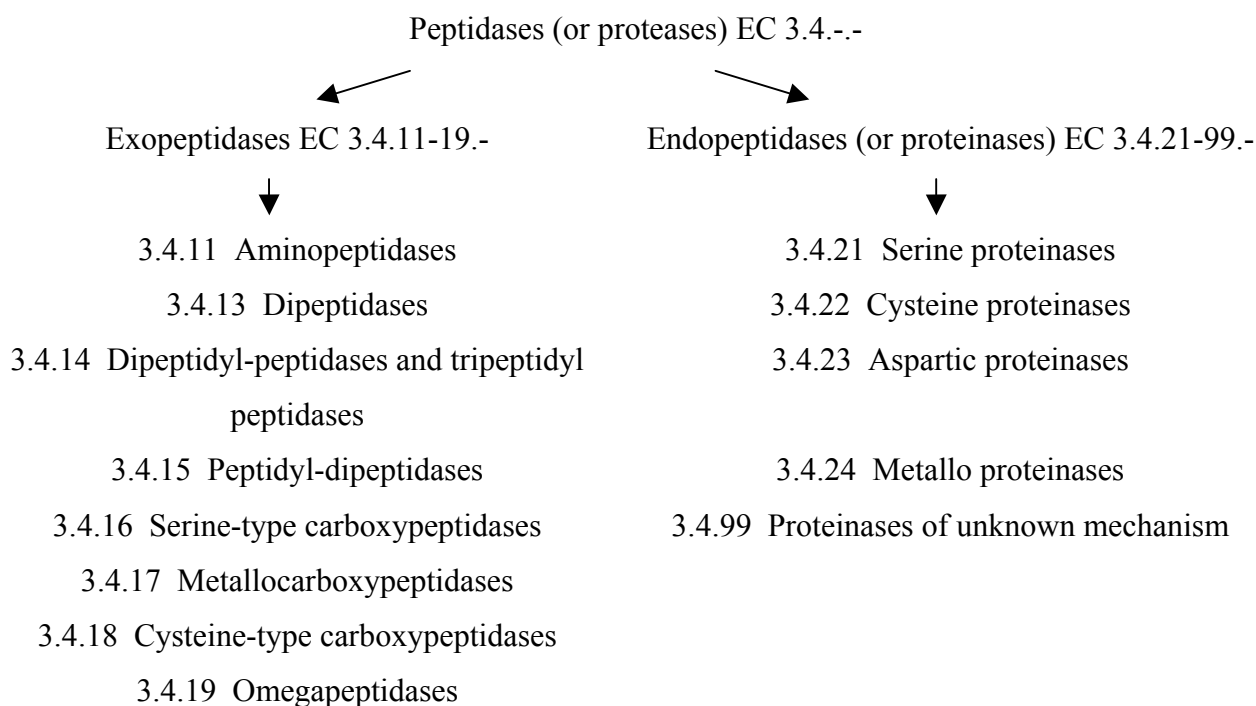 Peptidases (or proteases) EC 3.4.-.-
Exopeptidases EC 3.4.11-19.-
3.4.11 Aminopeptidases
3.4.13 Dipeptidases
3.4.14 Dipeptidyl-peptidases and tripeptidyl
peptidases
3.4.15 Peptidyl-dipeptidases
3.4.16 Serine-type carboxypeptidases
3.4.17 Metallocarboxypeptidases
3.4.18 Cysteine-type carboxypeptidases
3.4.19 Omegapeptidases
Endopeptidases (or proteinases) EC 3.4.21-99.-
3.4.21 Serine proteinases
3.4.22 Cysteine proteinases
3.4.23 Aspartic proteinases
3.4.24 Metallo proteinases
3.4.99 Proteinases of unknown mechanism